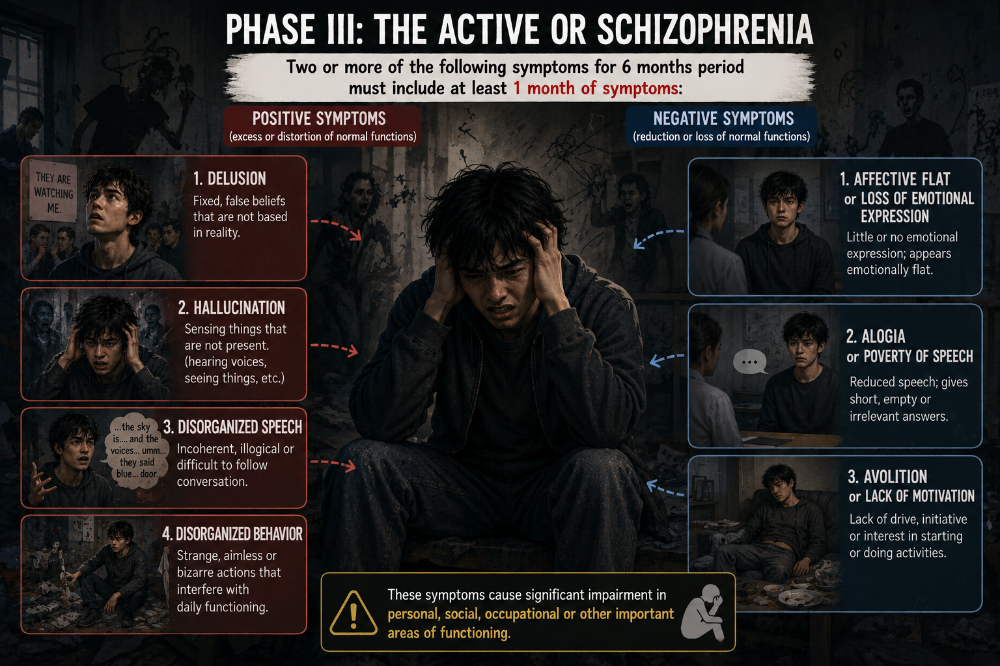 PHASE III: THE ACTIVE OR SCHIZOPHRENIA
Two or more of the following symptoms for 6 months period
must include at least 1 month of symptoms:
POSITIVE SYMPTOMS
(excess or distortion of normal functions)
NEGATIVE SYMPTOMS
(reduction or loss of normal functions)
THEY ARE
WATCHING
ME.
1. DELUSION
Fixed, false beliefs
that are not based
in reality.
2. HALLUCINATION
Sensing things that
are not present.
(hearing voices,
seeing things, etc.)
...the sky
is.... and the
voices... umm...
they said
blue... door...
3. DISORGANIZED SPEECH
Incoherent, illogical or
difficult to follow
conversation.
4. DISORGANIZED BEHAVIOR
Strange, aimless or
bizarre actions that
interfere with
daily functioning.
1. AFFECTIVE FLAT
or LOSS OF EMOTIONAL
EXPRESSION
Little or no emotional
expression; appears
emotionally flat.
...
2. ALOGIA
or POVERTY OF SPEECH
Reduced speech; gives
short, empty or
irrelevant answers.
3. AVOLITION
or LACK OF MOTIVATION
Lack of drive, initiative
or interest in starting
or doing activities.
These symptoms cause significant impairment in
personal, social, occupational or other important
areas of functioning.